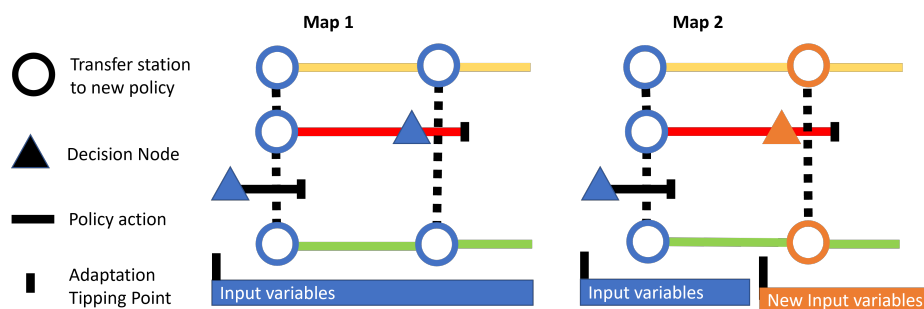 Map 1
Map 2
Transfer station
to new policy
Decision Node
Policy action
Adaptation
Tipping Point
Input variables
Input variables
New Input variables